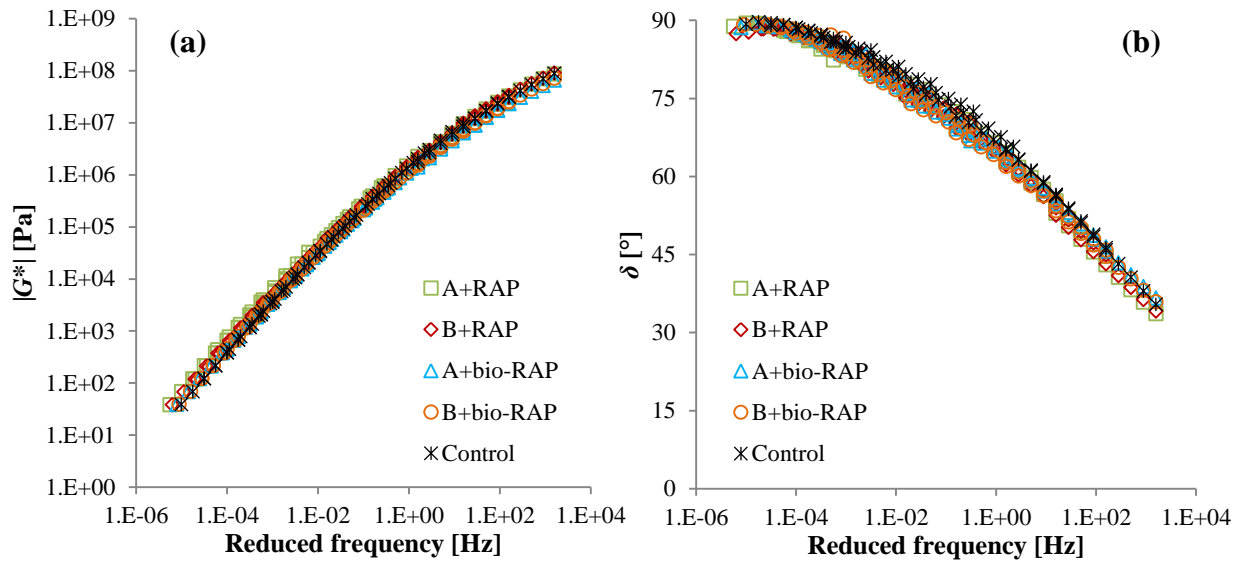 (a)
|G*| [Pa]
1.E+09
1.E+08
1.E+07
1.E+06
1.E+05
1.E+04
1.E+03
1.E+02
1.E+01
1.E+00
1.E-06 1.E-04 1.E-02 1.E+00 1.E+02 1.E+04
Reduced frequency [Hz]
A+RAP
B+RAP
A+bio-RAP
B+bio-RAP
Control
(b)
δ [°]
90
75
60
45
30
15
0
1.E-06 1.E-04 1.E-02 1.E+00 1.E+02 1.E+04
Reduced frequency [Hz]
A+RAP
B+RAP
A+bio-RAP
B+bio-RAP
Control